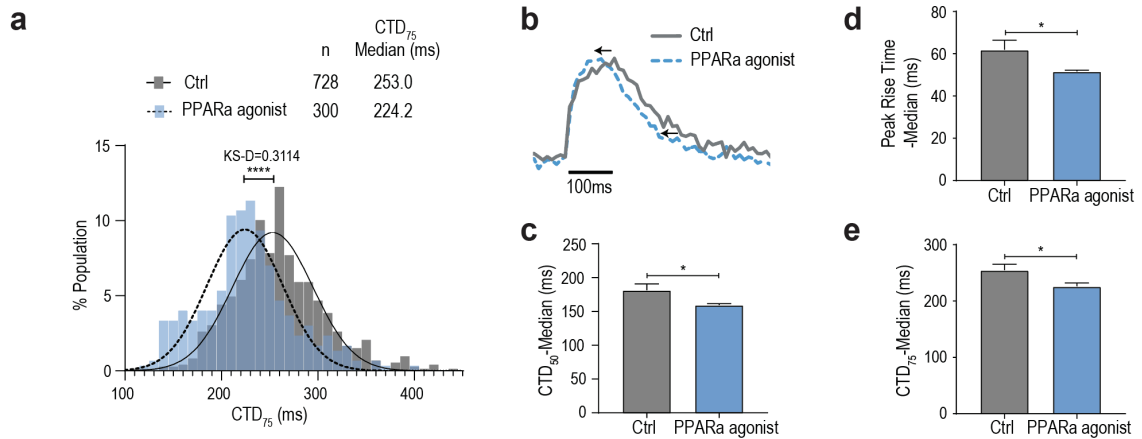 a
n
CTD75
Median (ms)
Ctrl
728
253.0
PPARa agonist
300
224.2
KS-D=0.3114
****
15
10
5
0
% Population
100
200
300
400
CTD75 (ms)
b
Ctrl
PPARa agonist
100ms
c
250
200
150
100
50
0
CTD50-Median (ms)
*
Ctrl
PPARa agonist
d
80
60
40
20
0
Peak Rise Time
-Median (ms)
*
Ctrl
PPARa agonist
e
300
200
100
0
CTD75-Median (ms)
*
Ctrl
PPARa agonist